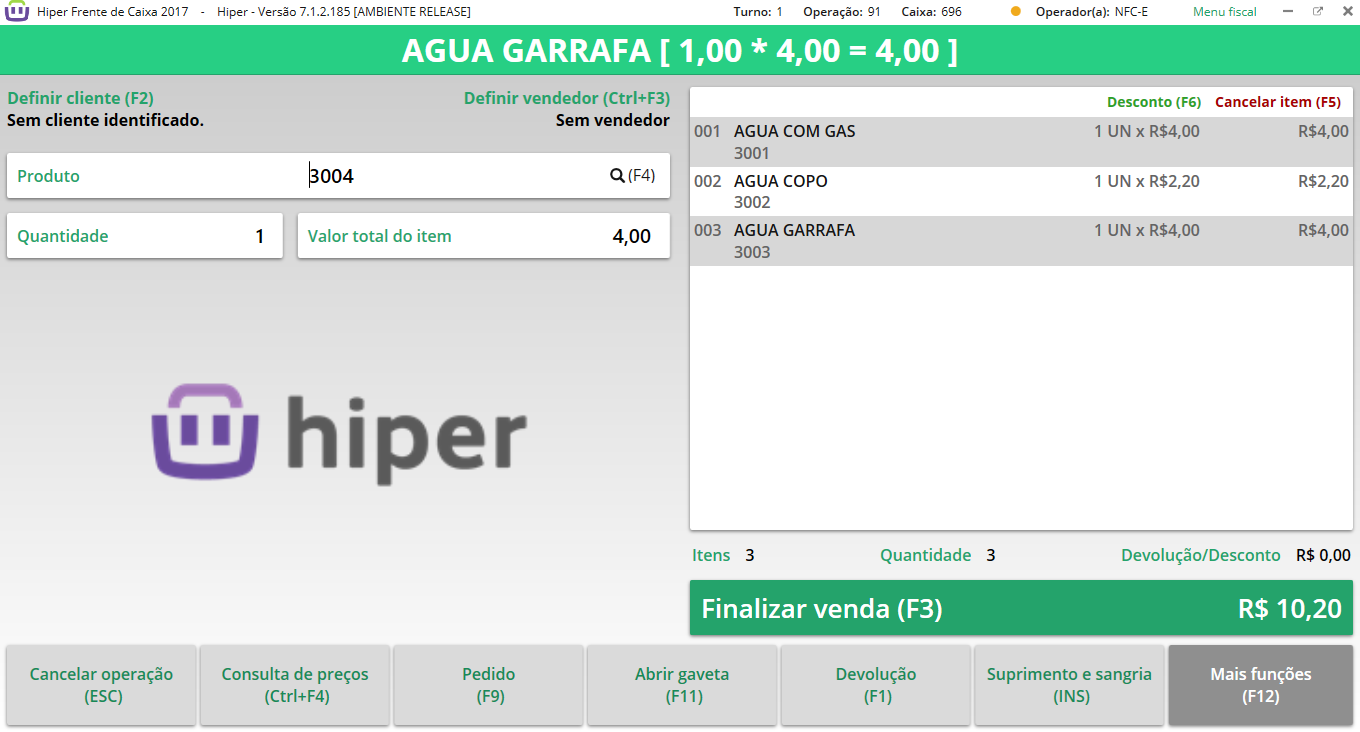 Hiper Frente de Caixa 2017 - Hiper - Versão 7.1.2.185 [AMBIENTE RELEASE] Turno: 1 Operação: 91 Caixa: 696 Operador(a): NFC-E Menu fiscal
AGUA GARRAFA [ 1,00 * 4,00 = 4,00 ]
Definir cliente (F2) Definir vendedor (Ctrl+F3)
Sem cliente identificado. Sem vendedor
Produto 3004 (F4)
Quantidade 1 Valor total do item 4,00
hiper
Desconto (F6) Cancelar item (F5)
001 AGUA COM GAS 1 UN x R$4,00 R$4,00
3001
002 AGUA COPO 1 UN x R$2,20 R$2,20
3002
003 AGUA GARRAFA 1 UN x R$4,00 R$4,00
3003
Itens 3 Quantidade 3 Devolução/Desconto R$ 0,00
Finalizar venda (F3) R$ 10,20
Cancelar operação Consulta de preços Pedido Abrir gaveta Devolução Suprimento e sangria Mais funções
(ESC) (Ctrl+F4) (F9) (F11) (F1) (INS) (F12)